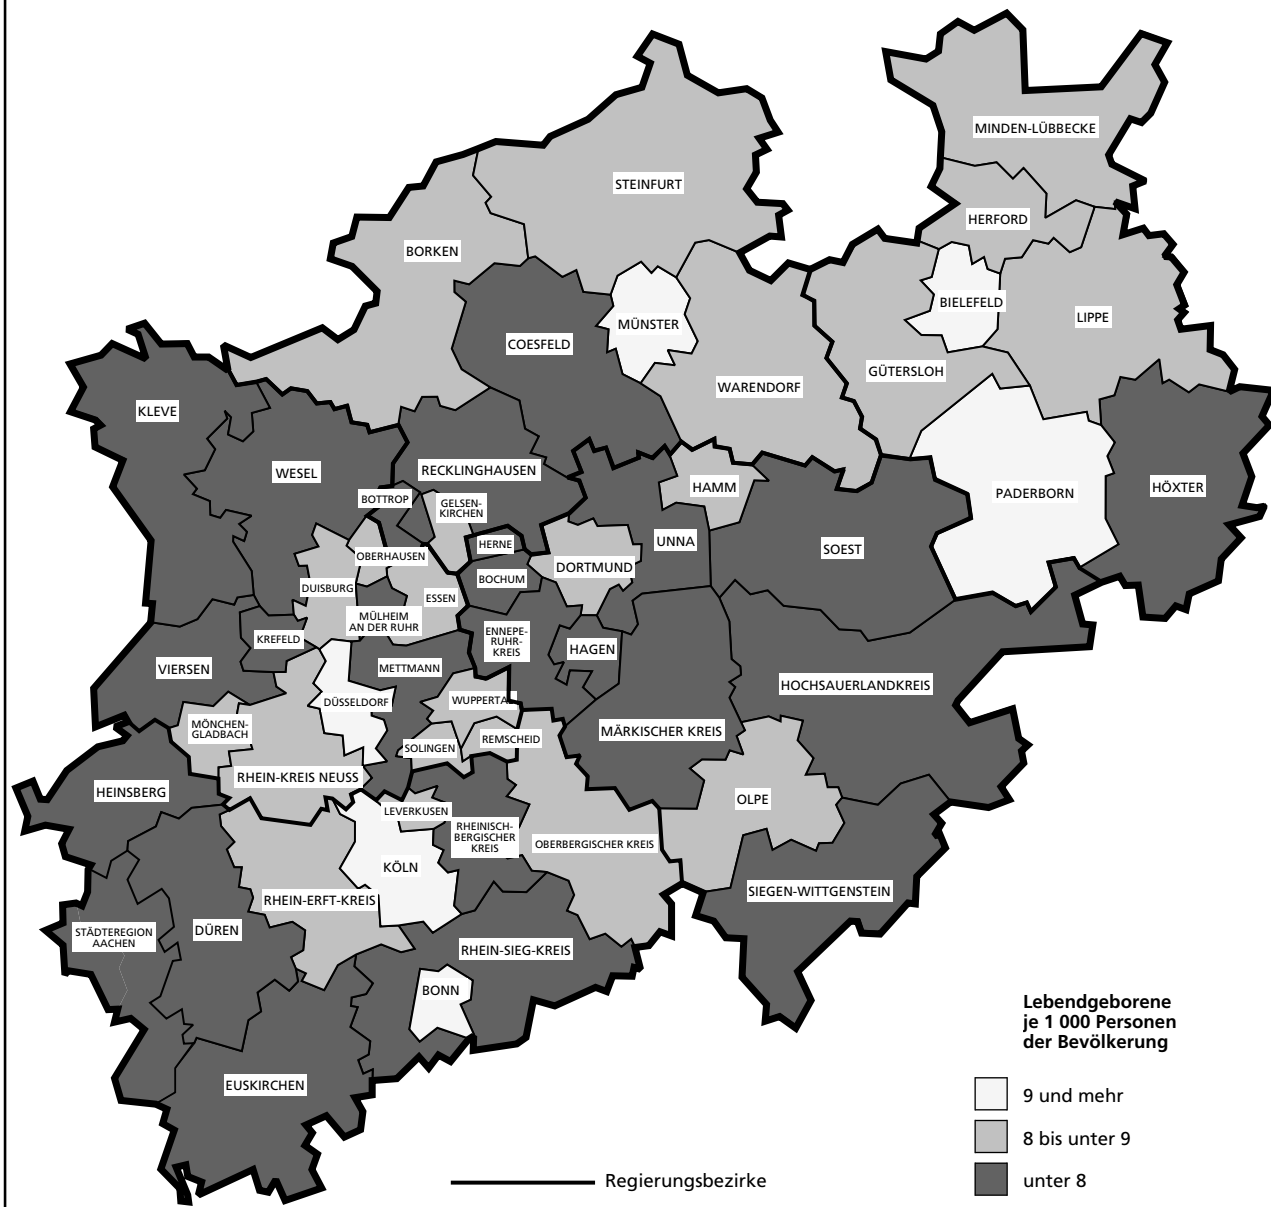 MINDEN-LÜBBECKE
STEINFURT
HERFORD
BORKEN
BIELEFELD
LIPPE
MÜNSTER
COESFELD
GÜTERSLOH
WARENDORF
KLEVE
RECKLINGHAUSEN
WESEL
HAMM
HÖXTER
PADERBORN
BOTTROP
GELSEN-
KIRCHEN
UNNA
HERNE
SOEST
OBERHAUSEN
DORTMUND
BOCHUM
DUISBURG
ESSEN
MÜLHEIM
AN DER RUHR
KREFELD
ENNEPE-
RUHR-
KREIS
HAGEN
VIERSEN
METTMANN
HOCHSAUERLANDKREIS
DÜSSELDORF
WUPPERTA
MÖNCHEN-
GLADBACH
MÄRKISCHER KREIS
REMSCHEID
SOLINGEN
RHEIN-KREIS NEUSS
HEINSBERG
OLPE
LEVERKUSEN
RHEINISCH-
BERGISCHER
KREIS
OBERBERGISCHER KREIS
KÖLN
SIEGEN-WITTGENSTEIN
RHEIN-ERFT-KREIS
DÜREN
STÄDTEREGION
AACHEN
RHEIN-SIEG-KREIS
BONN
EUSKIRCHEN
Lebendgeborene
je 1 000 Personen
der Bevölkerung
9 und mehr
8 bis unter 9
unter 8
Regierungsbezirke